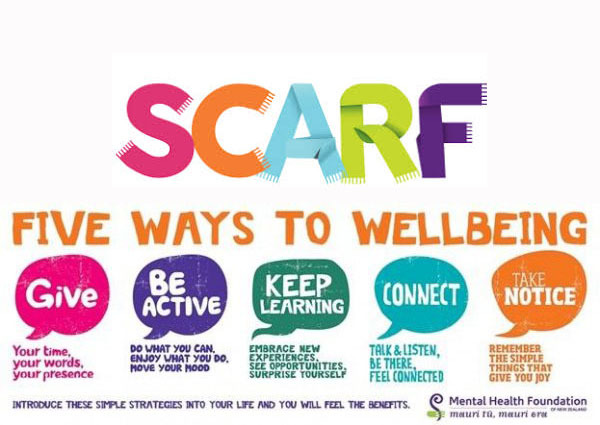 SCARF
FIVE WAYS TO WELLBEING
Give
Your time,
your words,
your presence
BE
ACTIVE
DO WHAT YOU CAN,
ENJOY WHAT YOU DO,
MOVE YOUR MOOD
KEEP
LEARNING
EMBRACE NEW
EXPERIENCES,
SEE OPPORTUNITIES,
SURPRISE YOURSELF
CONNECT
TALK & LISTEN,
BE THERE,
FEEL CONNECTED
TAKE
NOTICE
REMEMBER
THE SIMPLE
THINGS THAT
GIVE YOU JOY
INTRODUCE THESE SIMPLE STRATEGIES INTO YOUR LIFE AND YOU WILL FEEL THE BENEFITS.
Mental Health Foundation
OF NEW ZEALAND
mauri tū, mauri ora